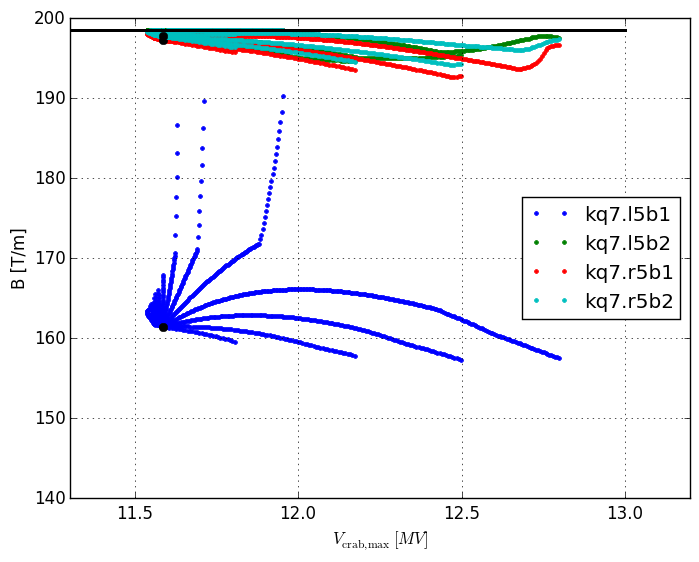 200
190
180
170
160
150
140
B [T/m]
kq7.l5b1
kq7.l5b2
kq7.r5b1
kq7.r5b2
11.5 12.0 12.5 13.0
V_crab,max [MV]